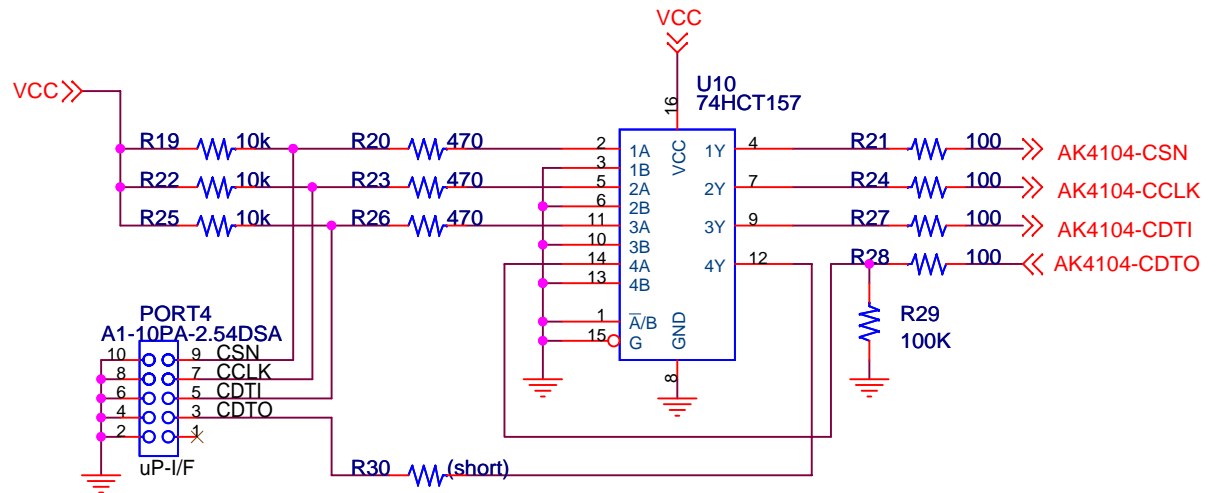 VCC
VCC
U10
74HCT157
16
R19 10k R20 470 2 1A VCC 1Y 4 R21 100 AK4104-CSN
3 1B
R22 10k R23 470 5 2A 2Y 7 R24 100 AK4104-CCLK
6 2B
R25 10k R26 470 11 3A 3Y 9 R27 100 AK4104-CDTI
10 3B
14 4A 4Y 12 R28 100 AK4104-CDTO
13 4B
PORT4
A1-10PA-2.54DSA
1 A/B GND
15 G
R29
100K
10 9 CSN
8 7 CCLK
8
6 5 CDTI
4 3 CDTO
2 1
uP-I/F
R30 (short)